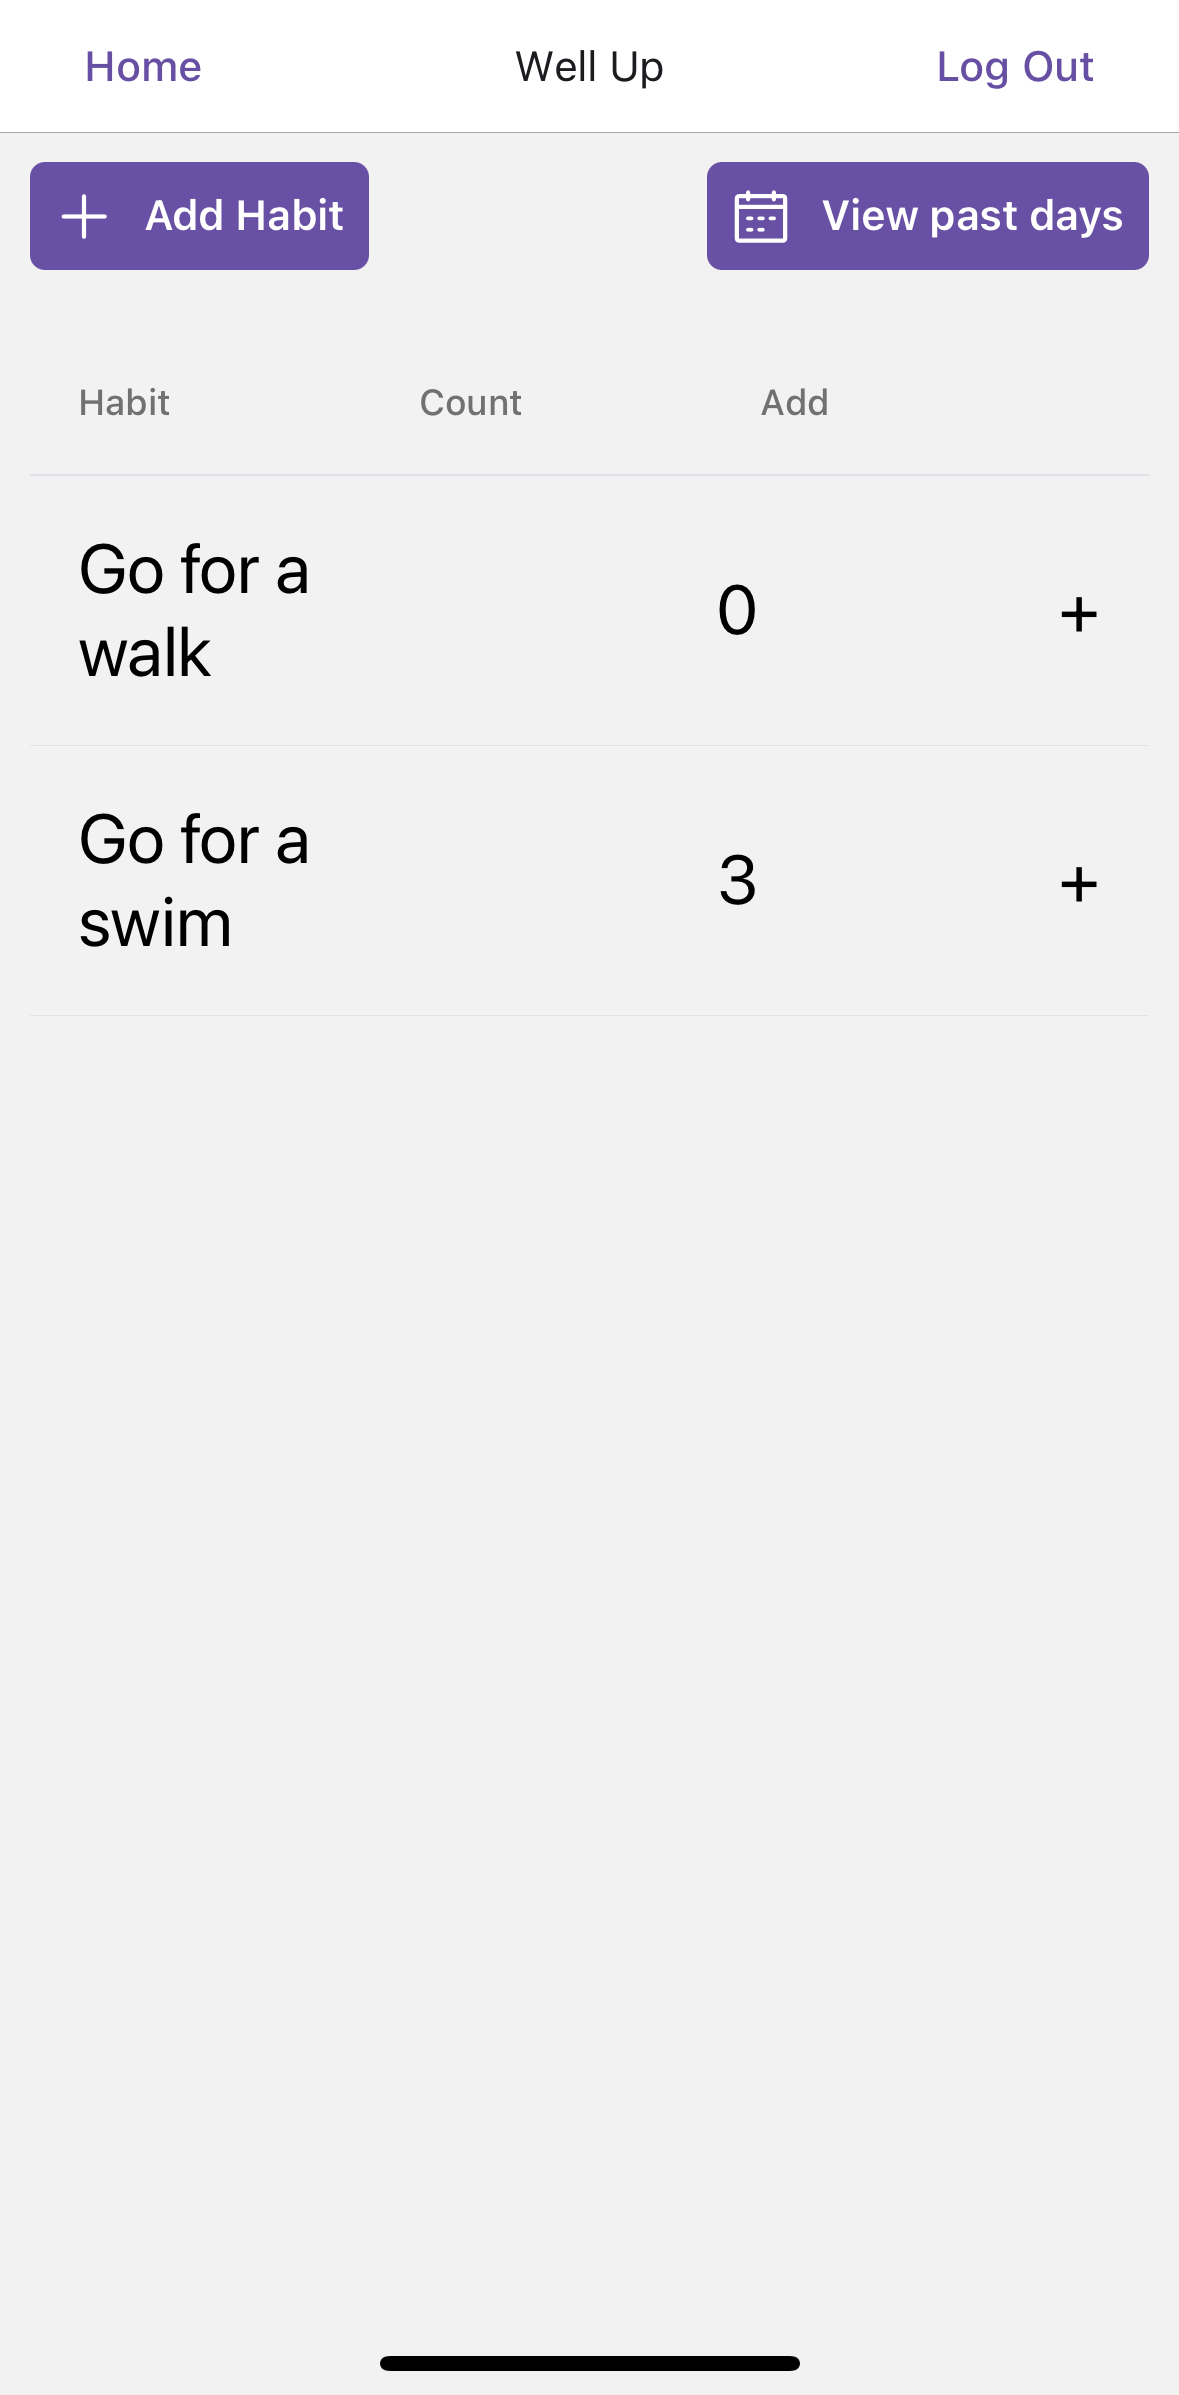 Home Well Up Log Out
Add Habit View past days
Habit Count Add
Go for a
walk
0 +
Go for a
swim
3 +